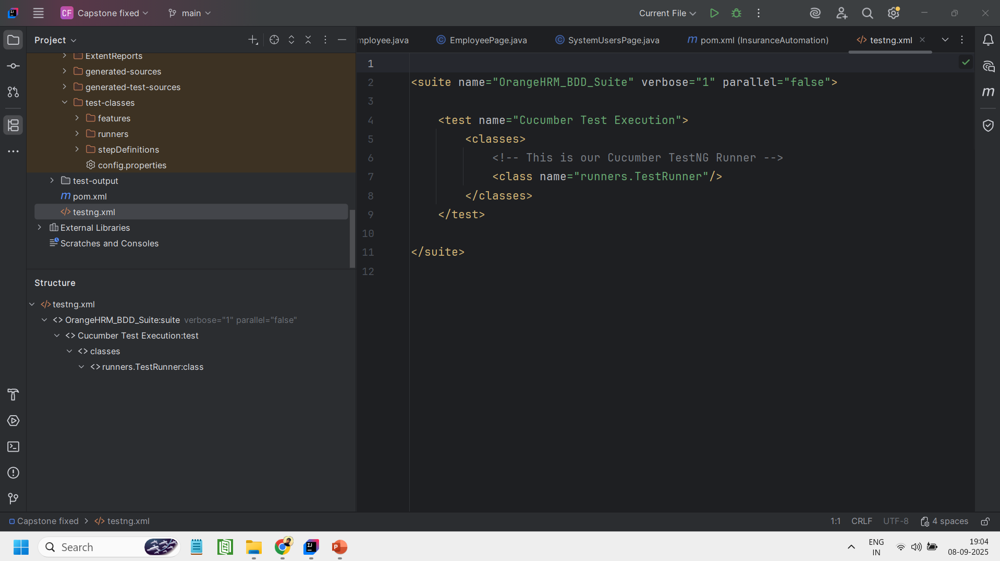 CF Capstone fixed
main
Current File
Project
mployee.java
EmployeePage.java
SystemUsersPage.java
pom.xml (InsuranceAutomation)
testng.xml
ExtentReports
generated-sources
generated-test-sources
test-classes
features
runners
stepDefinitions
config.properties
test-output
pom.xml
testng.xml
External Libraries
Scratches and Consoles
1
2 <suite name="OrangeHRM_BDD_Suite" verbose="1" parallel="false">
3
4 <test name="Cucumber Test Execution">
5 <classes>
6 <!-- This is our Cucumber TestNG Runner -->
7 <class name="runners.TestRunner"/>
8 </classes>
9 </test>
10
11 </suite>
12
Structure
testng.xml
OrangeHRM_BDD_Suite:suite verbose="1" parallel="false"
Cucumber Test Execution:test
classes
runners.TestRunner:class
Capstone fixed > testng.xml
1:1 CRLF UTF-8 4 spaces
Search
ENG
IN
19:04
08-09-2025